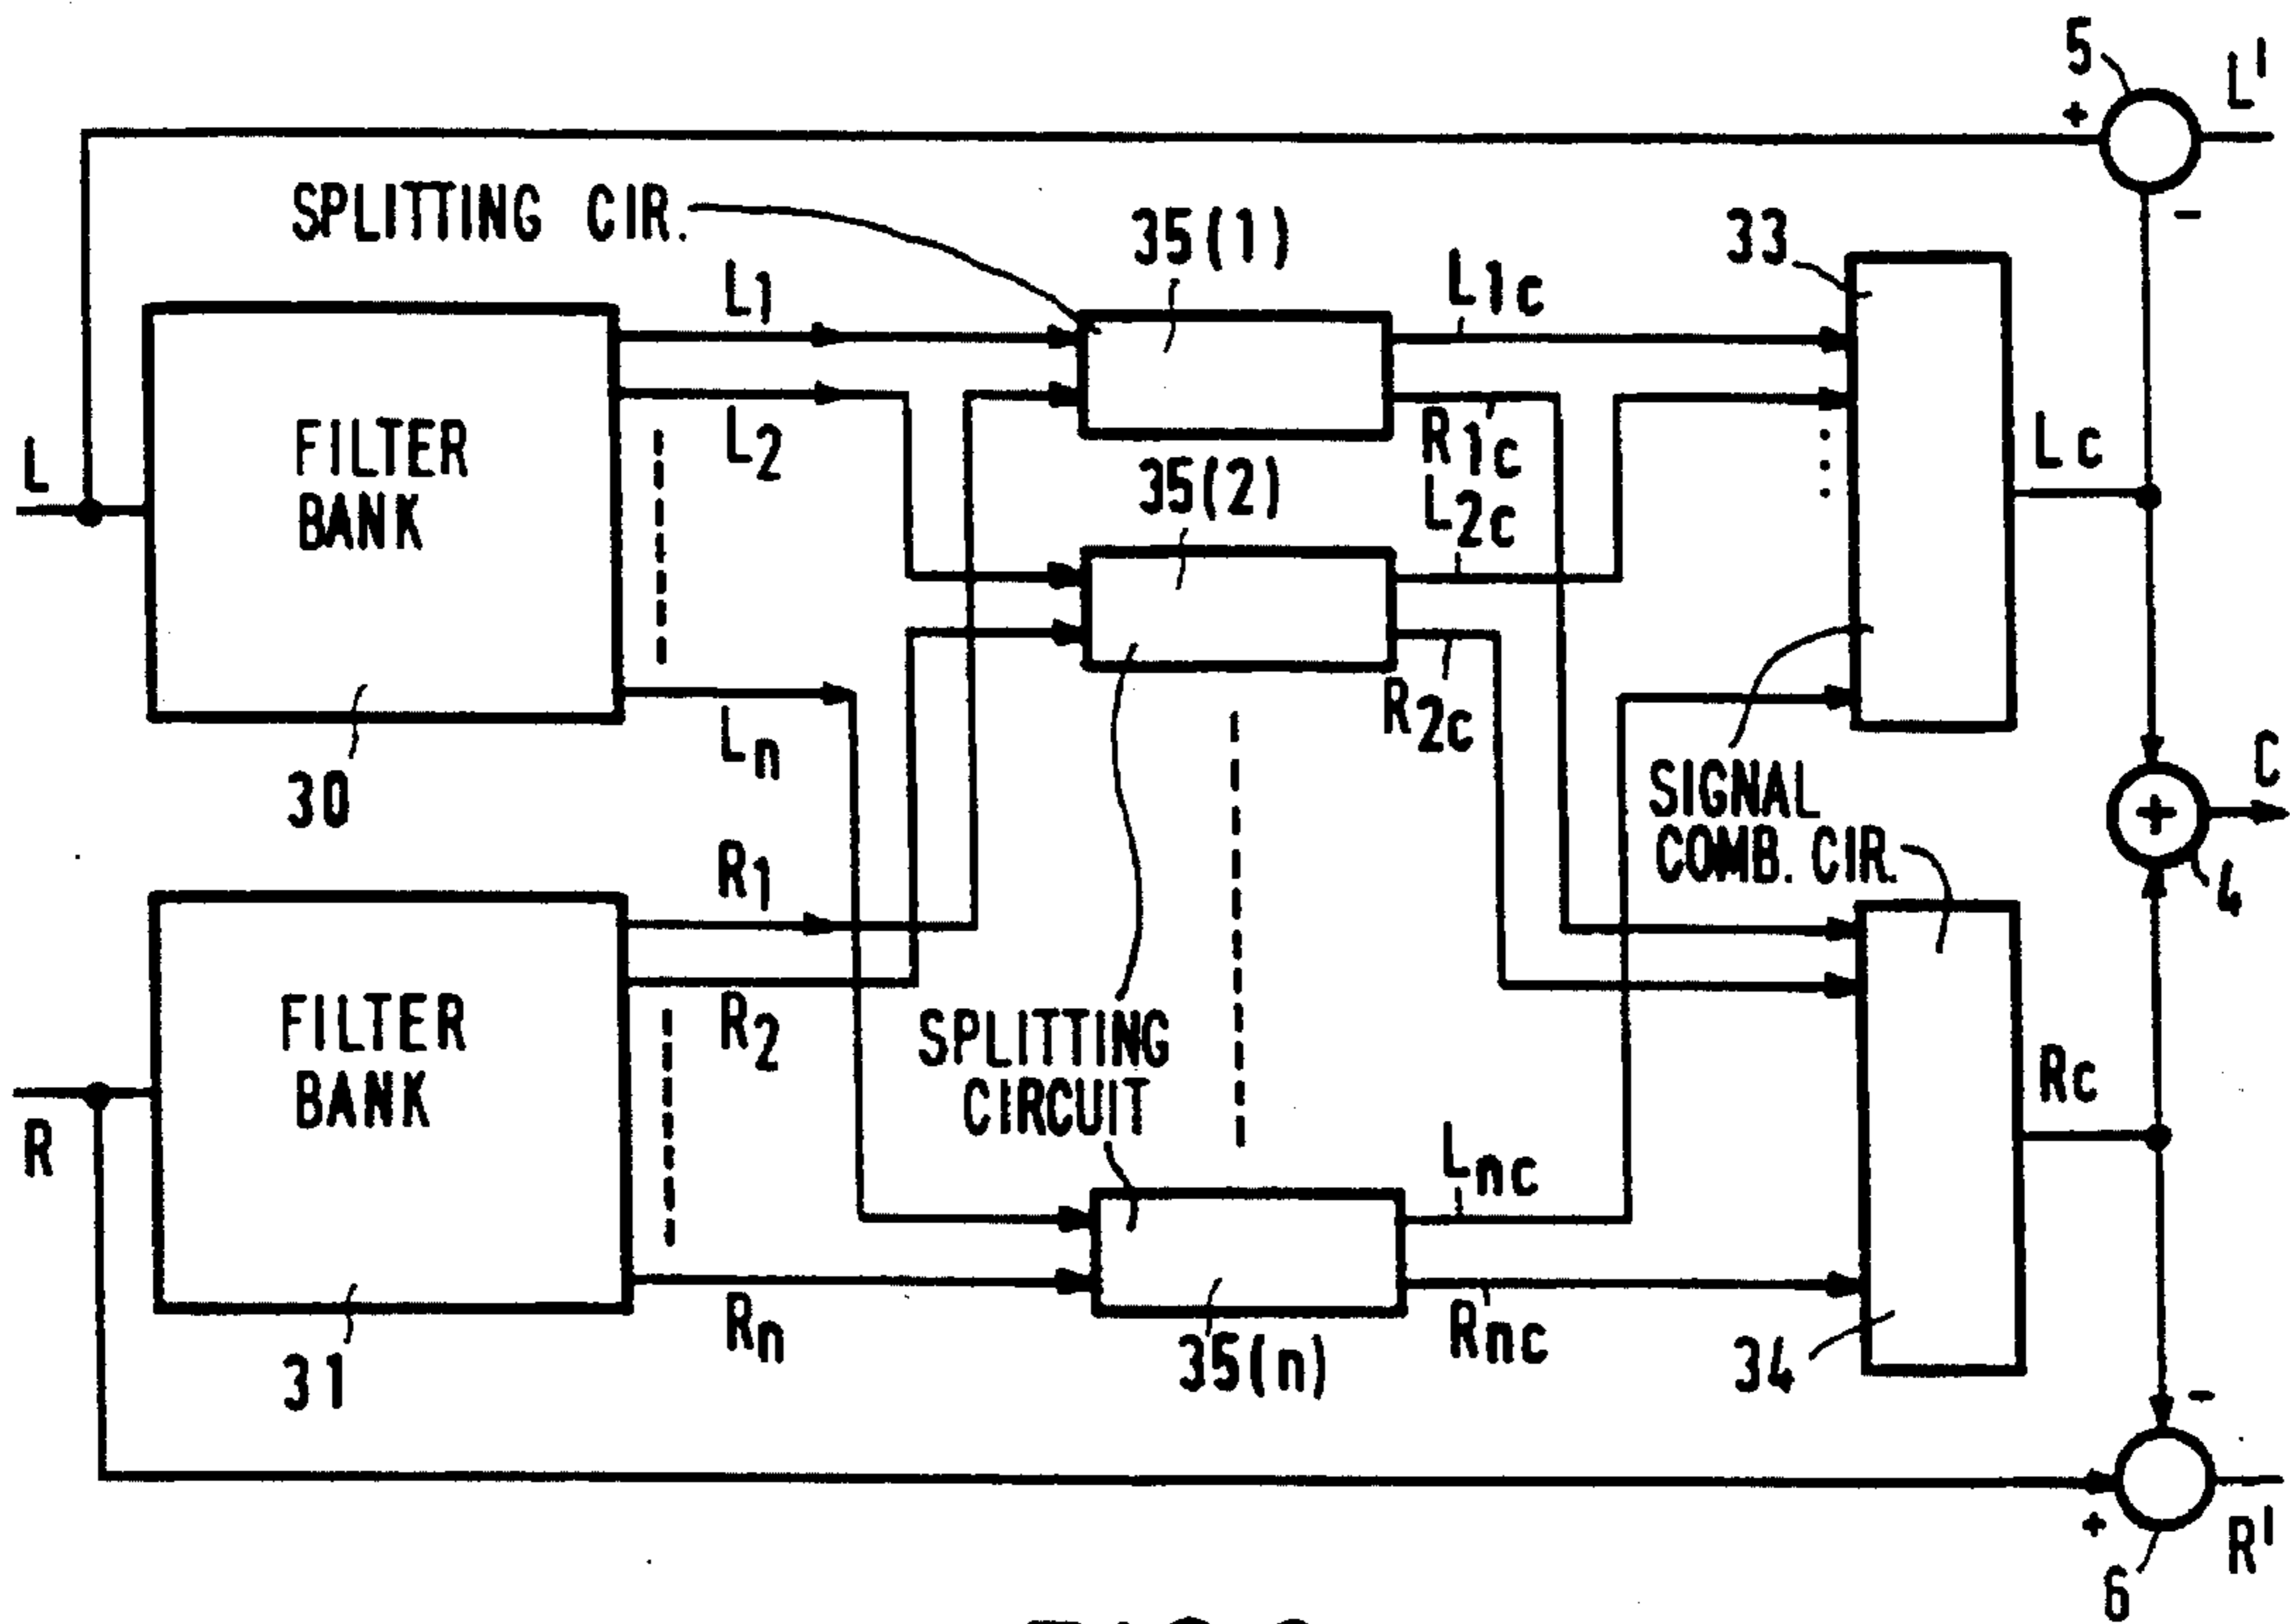 5
L'
+
-
SPLITTING CIR.
35(1)
33
L1
L1c
FILTER
BANK
L
L2
R1c
35(2)
L2c
Lc
R2c
Ln
30
SIGNAL
COMB. CIR.
C
+
4
R1
FILTER
BANK
R2
SPLITTING
CIRCUIT
Rc
R
Lnc
Rn
Rnc
35(n)
34
31
-
+
R'
6